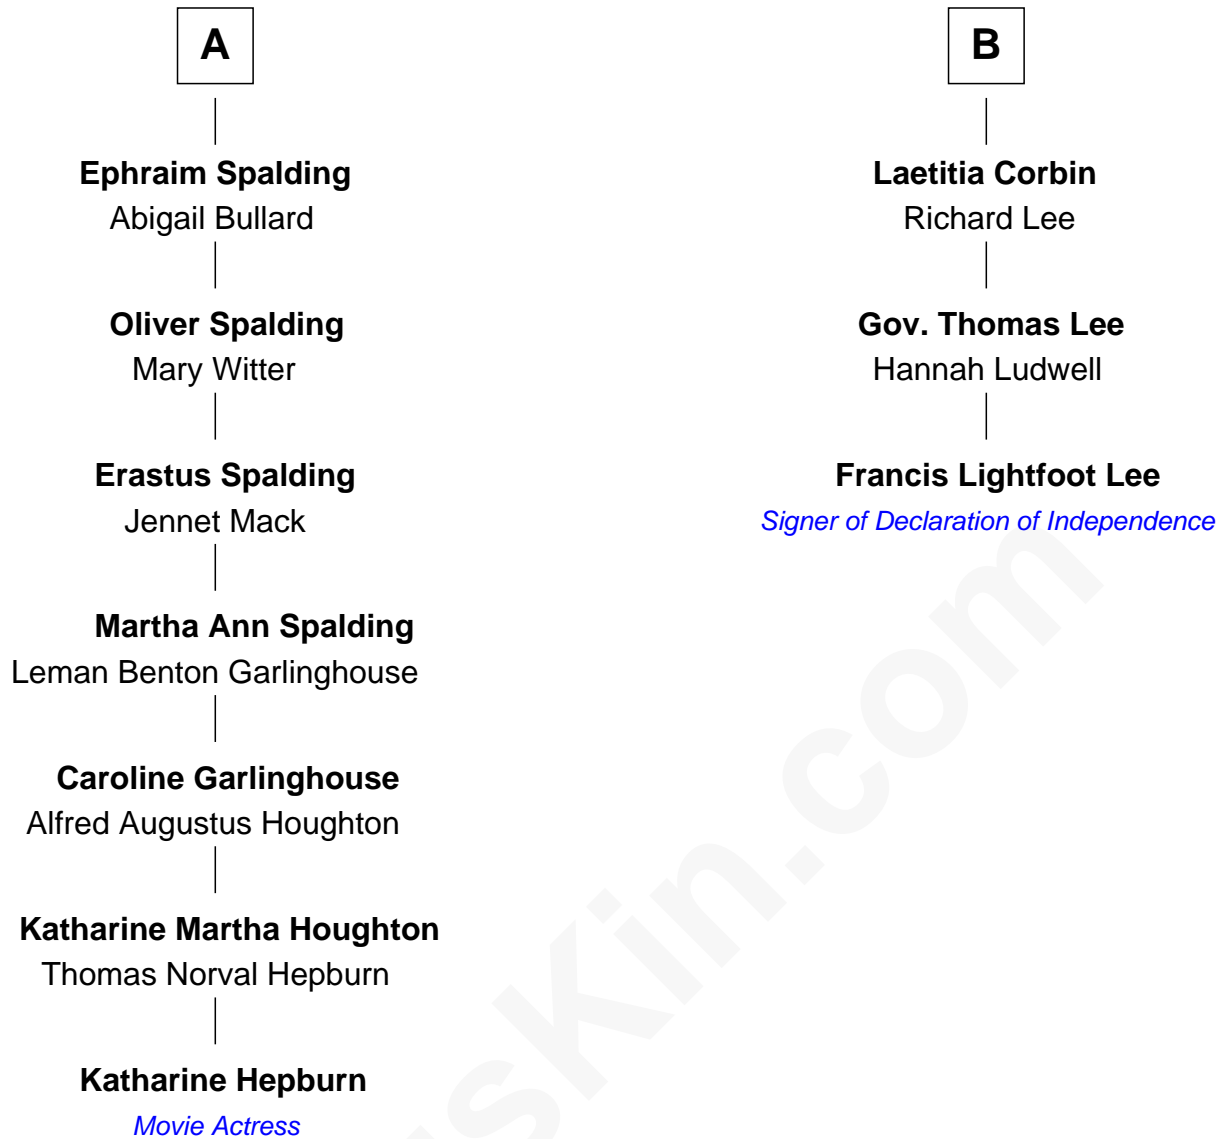 A
Ephraim Spalding
Abigail Bullard
Oliver Spalding
Mary Witter
Erastus Spalding
Jennet Mack
Martha Ann Spalding
Leman Benton Garlinghouse
Caroline Garlinghouse
Alfred Augustus Houghton
Katharine Martha Houghton
Thomas Norval Hepburn
Katharine Hepburn
Movie Actress
B
Laetitia Corbin
Richard Lee
Gov. Thomas Lee
Hannah Ludwell
Francis Lightfoot Lee
Signer of Declaration of Independence
sKin.com